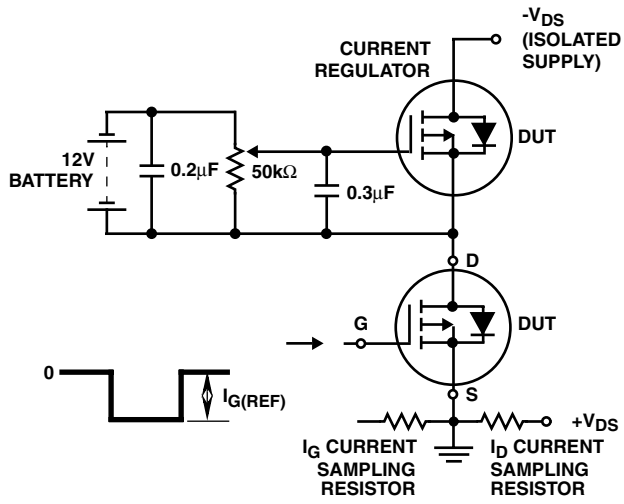 -VDS
(ISOLATED
SUPPLY)
CURRENT
REGULATOR
DUT
12V
BATTERY
0.2µF
50kΩ
0.3µF
D
G
DUT
0
IG(REF)
S
+VDS
IG CURRENT
SAMPLING
RESISTOR
ID CURRENT
SAMPLING
RESISTOR